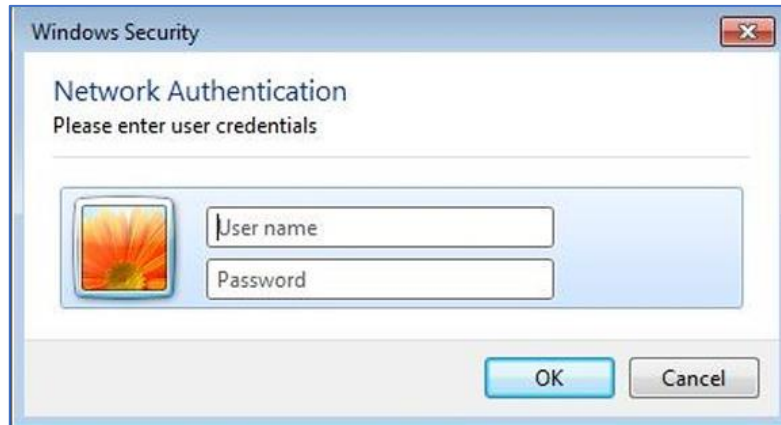 Windows Security
Network Authentication
Please enter user credentials
User name
Password
OK
Cancel